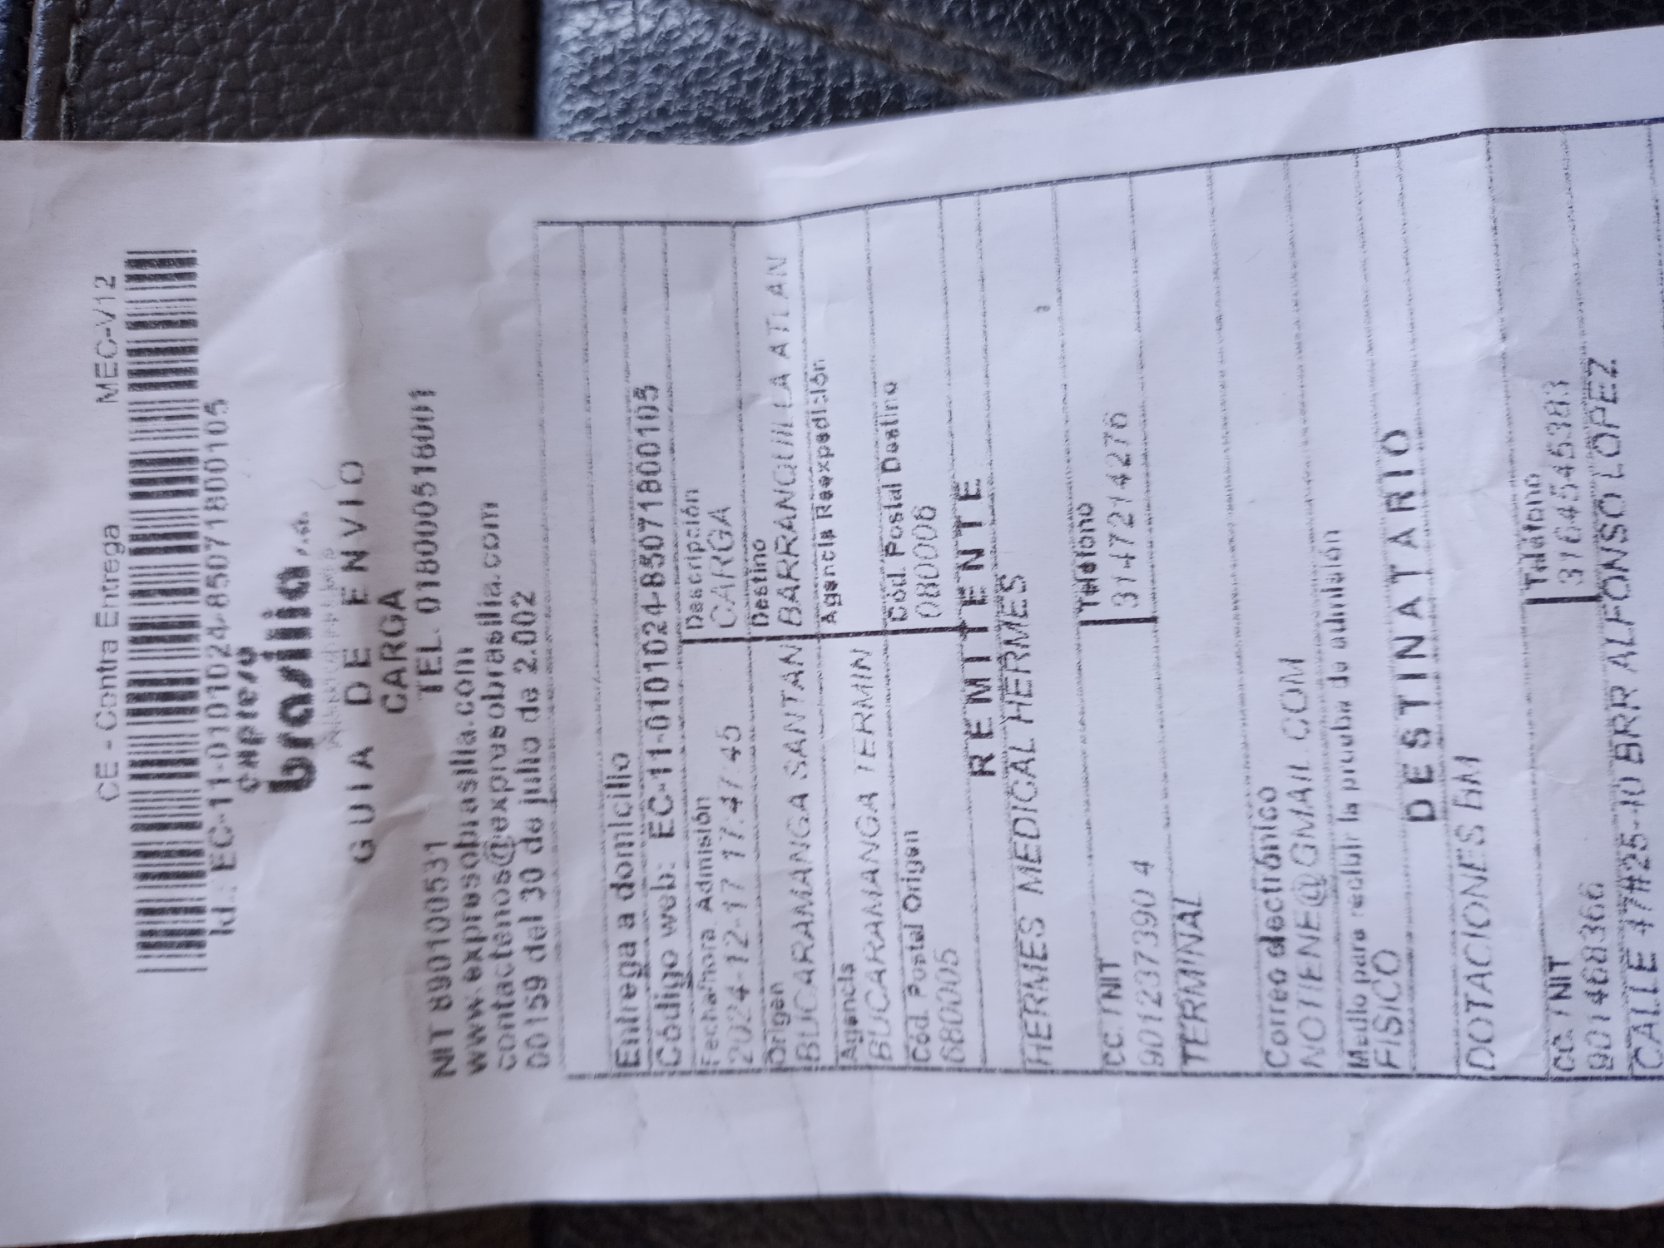 CE - Contra Entrega MEC-V12
Id.: EC-11-0101024-85071800105
expreso
brasilia s.a.
GUIA DE ENVIO
CARGA
NIT 890100531 TEL. 018000518001
www.expresobrasilia.com
contactenos@expresobrasilia.com
00159 del 30 de julio de 2.002
Entrega a domicilio
Código web: EC-11-0101024-85071800105
Fecha/hora. Admisión Descripción
2024-12-17 17:47:45 CARGA
Origen Destino
BUCARAMANGA SANTAN BARRANQUILLA ATLAN
Agencia Agencia Reexpedición
BUCARAMANGA TERMIN
Cód. Postal Origen Cód. Postal Destino
680005 080006
REMITENTE
HERMES MEDICAL HERMES
CC / NIT Teléfono
901237390 4 3147214276
TERMINAL
Correo electrónico
NOTIENE@GMAIL.COM
Medio para recibir la prueba de admisión
FISICO
DESTINATARIO
DOTACIONES GM
CC / NIT Teléfono
901468366 3164545383
CALLE 47#25-10 BRR ALFONSO LOPEZ